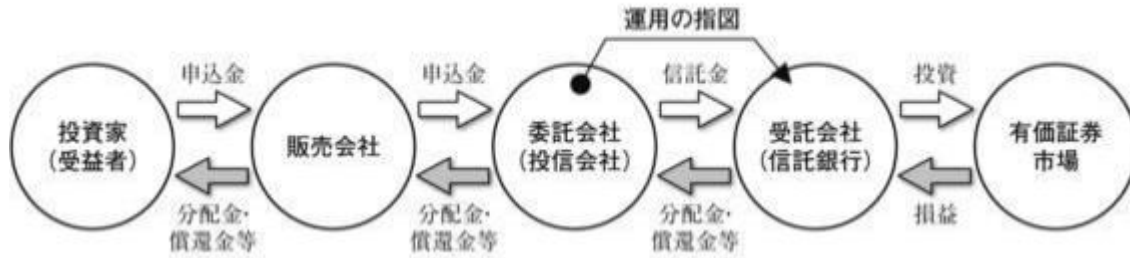 運用の指図
申込金
申込金
信託金
投資
投資家
(受益者)
販売会社
委託会社
(投信会社)
受託会社
(信託銀行)
有価証券
市場
分配金・
償還金等
分配金・
償還金等
分配金・
償還金等
損益